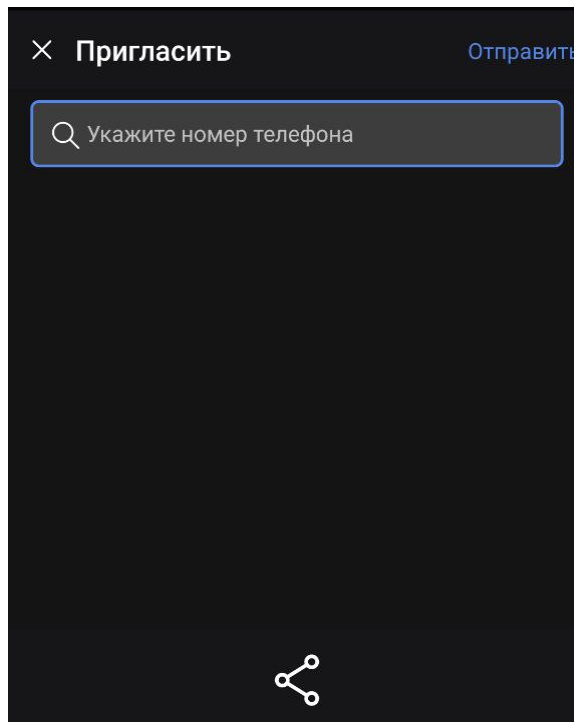 Пригласить
Отправить
Укажите номер телефона